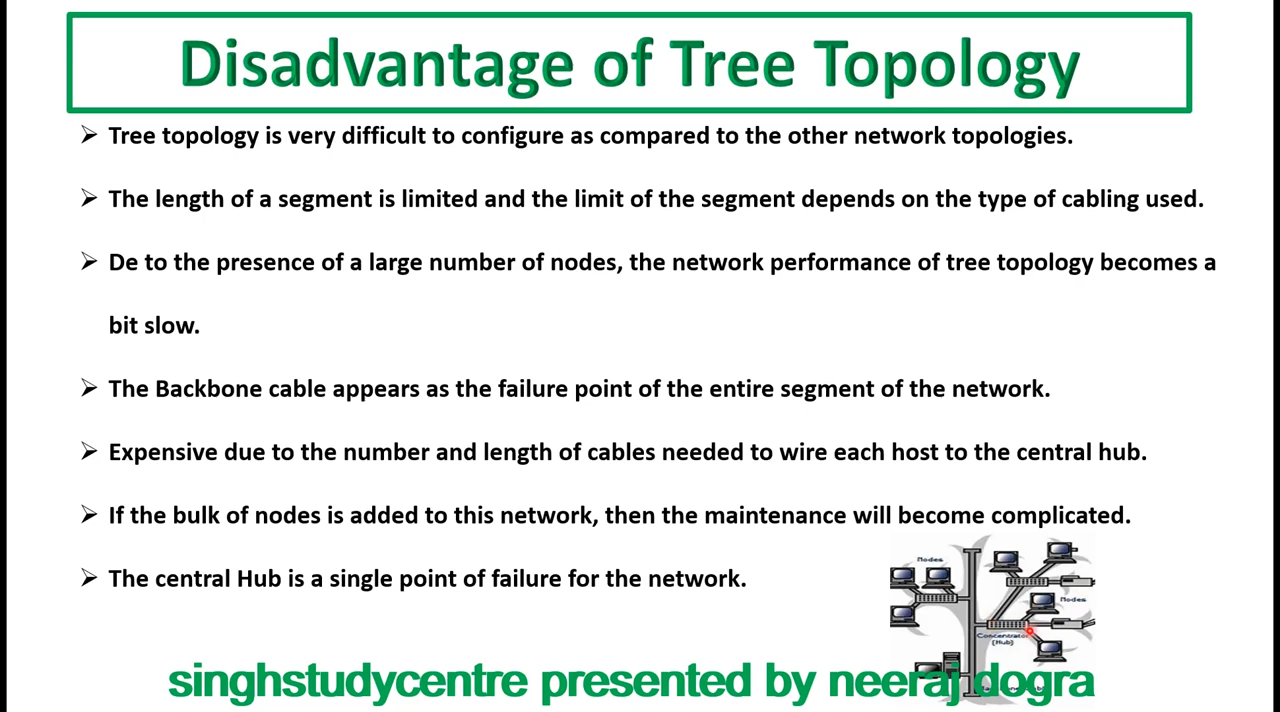 Disadvantage of Tree Topology
➢ Tree topology is very difficult to configure as compared to the other network topologies.
➢ The length of a segment is limited and the limit of the segment depends on the type of cabling used.
➢ De to the presence of a large number of nodes, the network performance of tree topology becomes a
bit slow.
➢ The Backbone cable appears as the failure point of the entire segment of the network.
➢ Expensive due to the number and length of cables needed to wire each host to the central hub.
➢ If the bulk of nodes is added to this network, then the maintenance will become complicated.
➢ The central Hub is a single point of failure for the network.
Nodes
Nodes
Concentrator
(Hub)
singhstudycentre presented by neeraj dogra